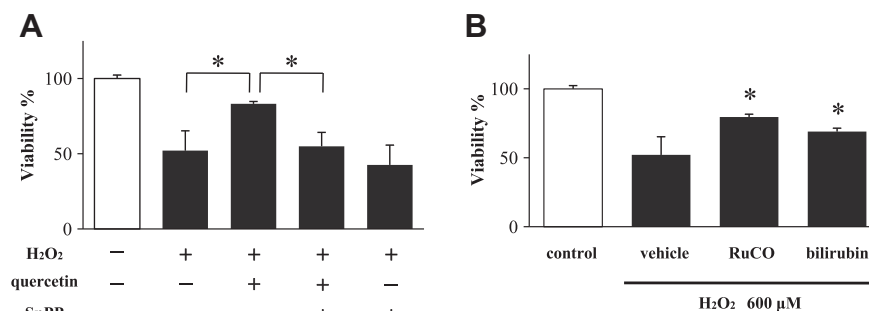 A
Viability %
100
50
0
* *
H₂O₂ − + + + +
quercetin − − + + −
B
Viability %
100
50
0
* *
control vehicle RuCO bilirubin
H₂O₂ 600 μM